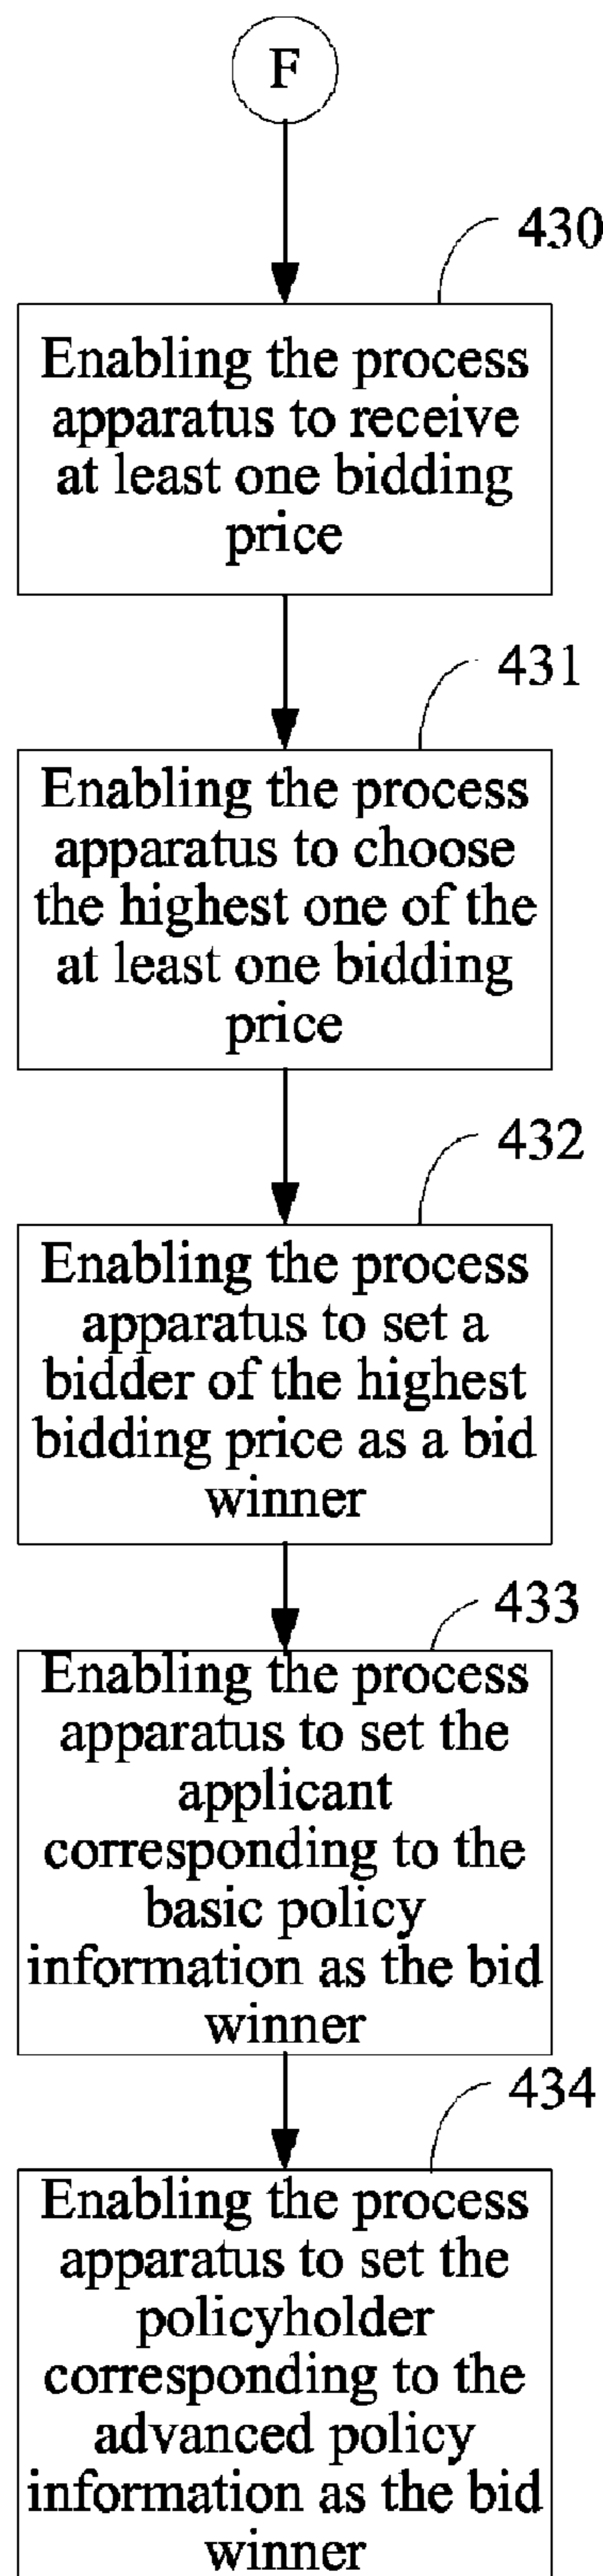 F
430
Enabling the process
apparatus to receive
at least one bidding
price
431
Enabling the process
apparatus to choose
the highest one of the
at least one bidding
price
432
Enabling the process
apparatus to set a
bidder of the highest
bidding price as a bid
winner
433
Enabling the process
apparatus to set the
applicant
corresponding to the
basic policy
information as the bid
winner
434
Enabling the process
apparatus to set the
policyholder
corresponding to the
advanced policy
information as the bid
winner